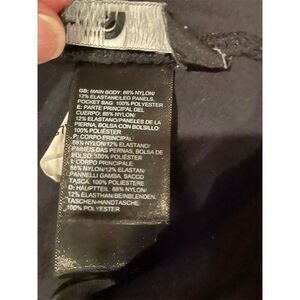 GB: MAIN BODY: 88% NYLON/
12% ELASTANE/LEG PANELS,
POCKET BAG: 100% POLYESTER
E: PARTE PRINCIPAL DEL
CUERPO: 88% NYLON/
12% ELASTANO/PANELES DE LA
PIERNA, BOLSA CON BOLSILLO:
100% POLIÉSTER
P: CORPO PRINCIPAL:
88% NYLON/12% ELASTANO/
PAINÉIS DAS PERNAS, BOLSA DE
BOLSO: 100% POLIÉSTER
I: CORPO PRINCIPALE:
88% NYLON/12% ELASTAN/
PANNELLI GAMBA, SACCO
TASCA: 100% POLIESTERE
D: HAUPTTEIL: 88% NYLON/
12% ELASTHAN/BEINBLENDEN,
TASCHEN-HANDTASCHE:
100% POLYESTER